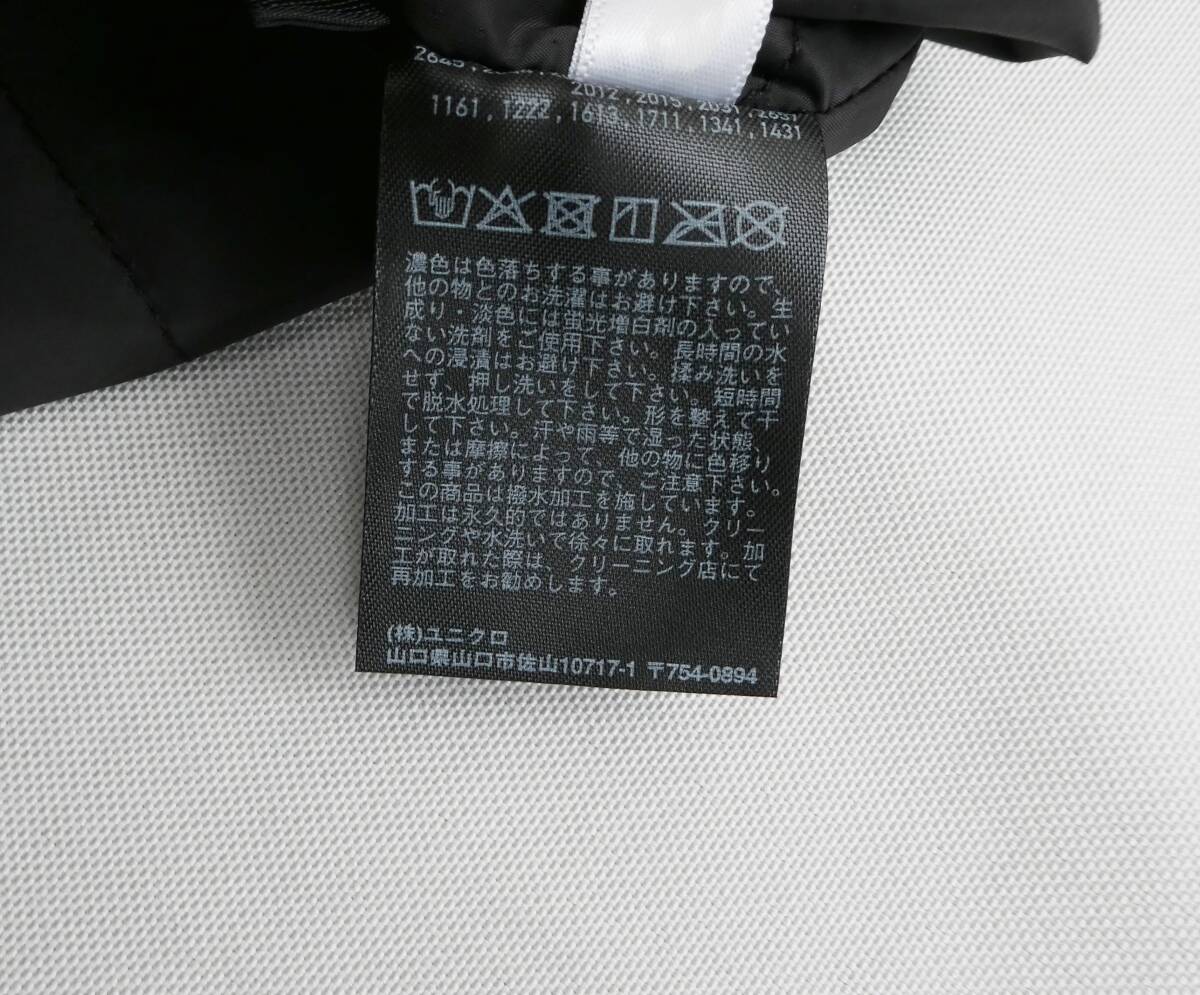 1161, 1222, 1613, 1711, 1341, 1431
濃色は色落ちする事がありますので、
他の物とのお洗濯はお避け下さい。生
成り・淡色には蛍光増白剤の入ってい
ない洗剤をご使用下さい。長時間の水
への浸漬はお避け下さい。揉み洗いを
せず、押し洗いをして下さい。短時間
で脱水処理して下さい。形を整えて干
して下さい。汗や雨等で湿った状態、
または摩擦によって、他の物に色移り
する事がありますので、ご注意下さい。
この商品は撥水加工を施しています。
加工は永久的ではありません。クリー
ニングや水洗いで徐々に取れます。加
工が取れた際は、クリーニング店にて
再加工をお勧めします。
(株)ユニクロ
山口県山口市佐山10717-1 〒754-0894